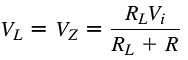 V_L = V_Z = \frac{R_L V_i}{R_L + R}